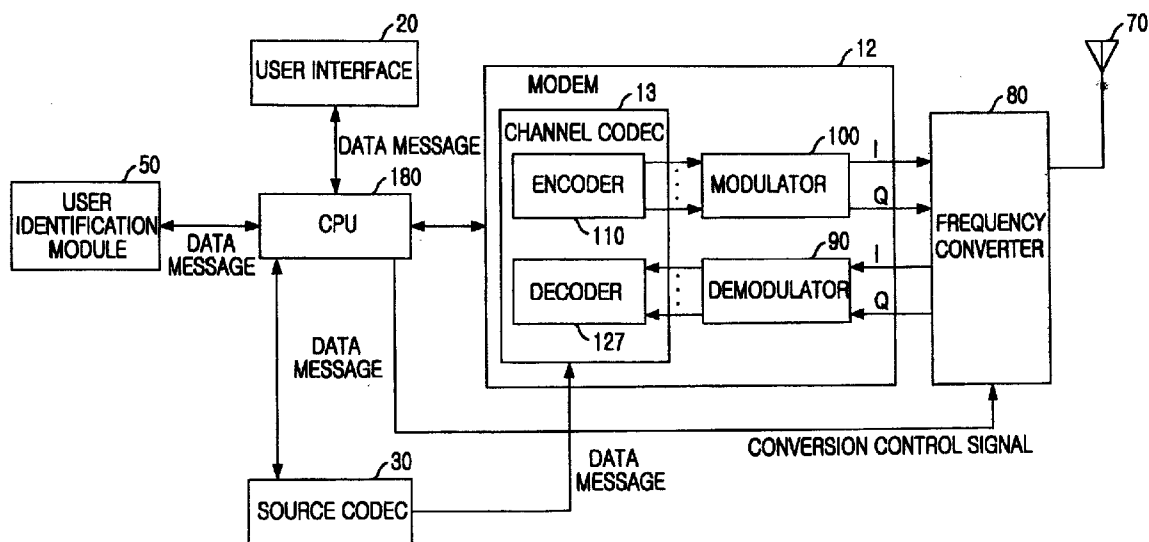 20
USER INTERFACE
DATA MESSAGE
50
USER
IDENTIFICATION
MODULE
DATA
MESSAGE
180
CPU
12
MODEM
13
CHANNEL CODEC
ENCODER
110
100
MODULATOR
I
Q
DECODER
127
90
DEMODULATOR
I
Q
70
80
FREQUENCY
CONVERTER
DATA
MESSAGE
CONVERSION CONTROL SIGNAL
DATA
MESSAGE
30
SOURCE CODEC